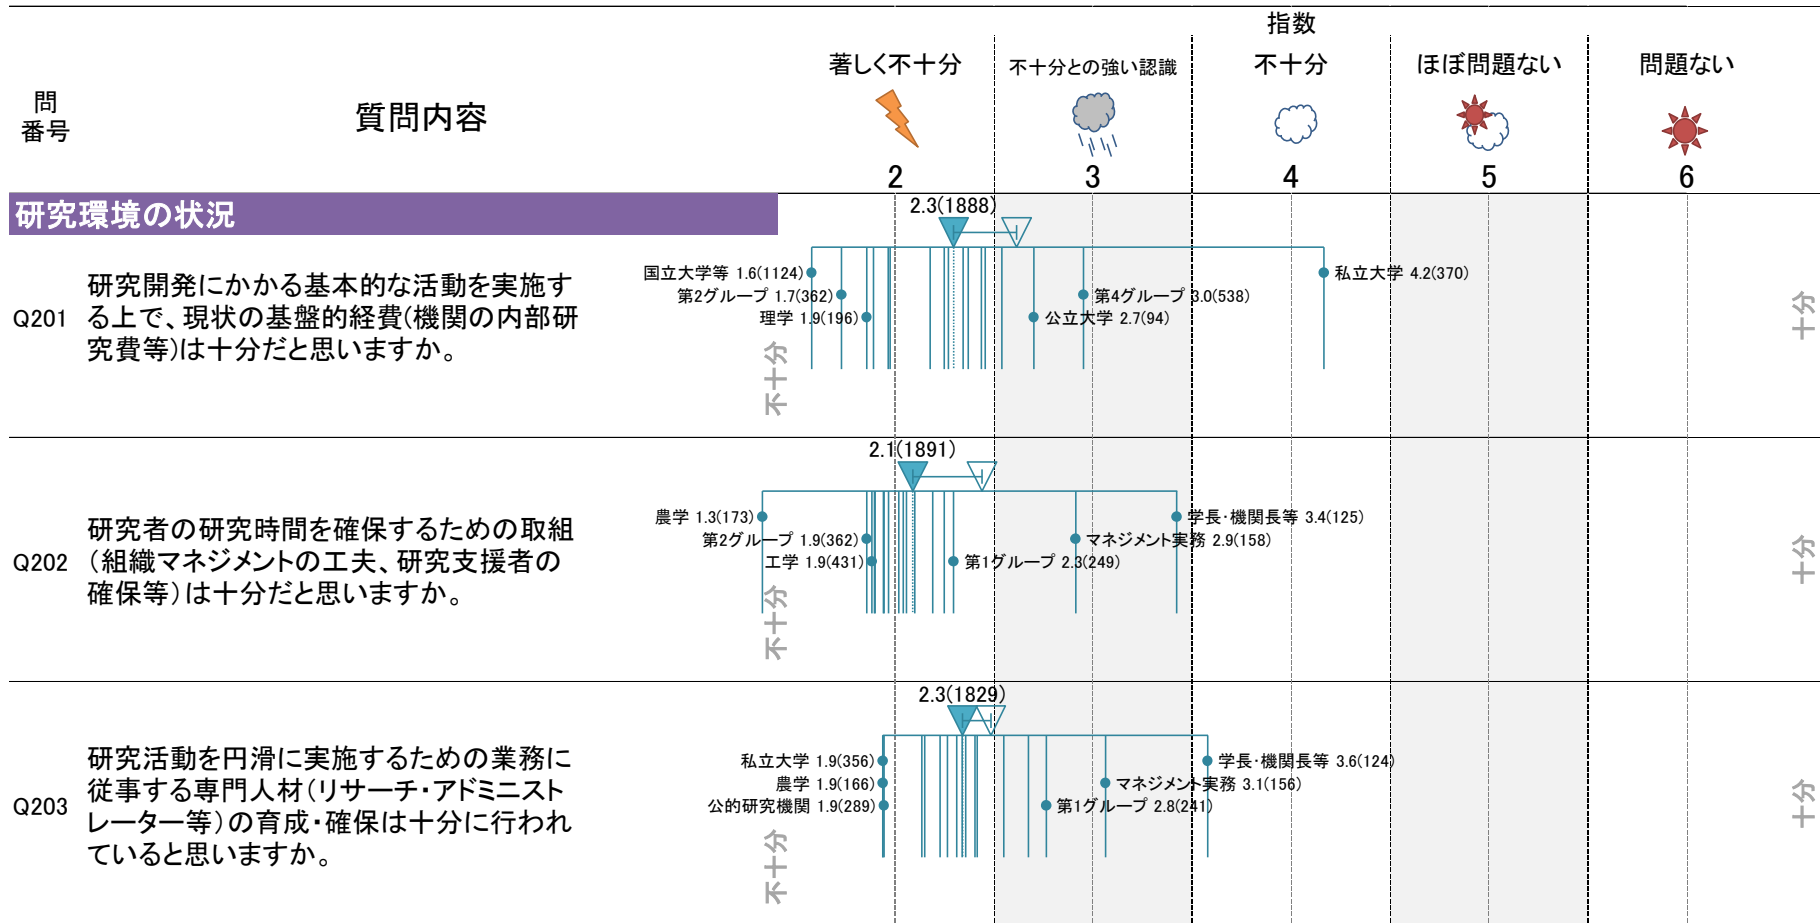 指数
著しく不十分
不十分との強い認識
不十分
ほぼ問題ない
問題ない
問
番号
質問内容
2
3
4
5
6
研究環境の状況
2.3(1888)
Q201
研究開発にかかる基本的な活動を実施す
る上で、現状の基盤的経費(機関の内部研
究費等)は十分だと思いますか。
国立大学等 1.6(1124)
第2グループ 1.7(362)
理学 1.9(196)
私立大学 4.2(370)
第4グループ 3.0(538)
公立大学 2.7(94)
不十分
十分
2.1(1891)
Q202
研究者の研究時間を確保するための取組
(組織マネジメントの工夫、研究支援者の
確保等)は十分だと思いますか。
農学 1.3(173)
第2グループ 1.9(362)
工学 1.9(431)
学長・機関長等 3.4(125)
マネジメント実務 2.9(158)
第1グループ 2.3(249)
不十分
十分
2.3(1829)
Q203
研究活動を円滑に実施するための業務に
従事する専門人材(リサーチ・アドミニスト
レーター等)の育成・確保は十分に行われ
ていると思いますか。
私立大学 1.9(356)
農学 1.9(166)
公的研究機関 1.9(289)
学長・機関長等 3.6(124)
マネジメント実務 3.1(156)
第1グループ 2.8(241)
不十分
十分